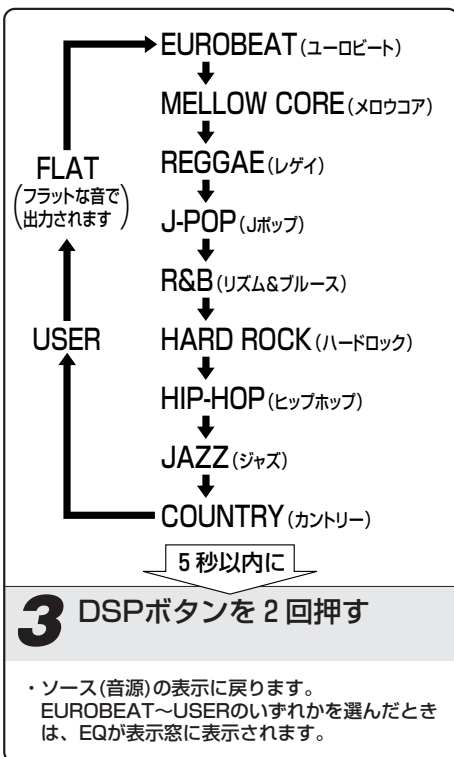 EUROBEAT(ユーロビート)
MELLOW CORE(メロウコア)
REGGAE(レゲイ)
J-POP(Jポップ)
R&B(リズム&ブルース)
HARD ROCK(ハードロック)
HIP-HOP(ヒップホップ)
JAZZ(ジャズ)
COUNTRY(カントリー)
USER
FLAT
(フラットな音で
出力されます)
5秒以内に
3 DSPボタンを2回押す
・ソース(音源)の表示に戻ります。
EUROBEAT〜USERのいずれかを選んだとき
は、EQが表示窓に表示されます。